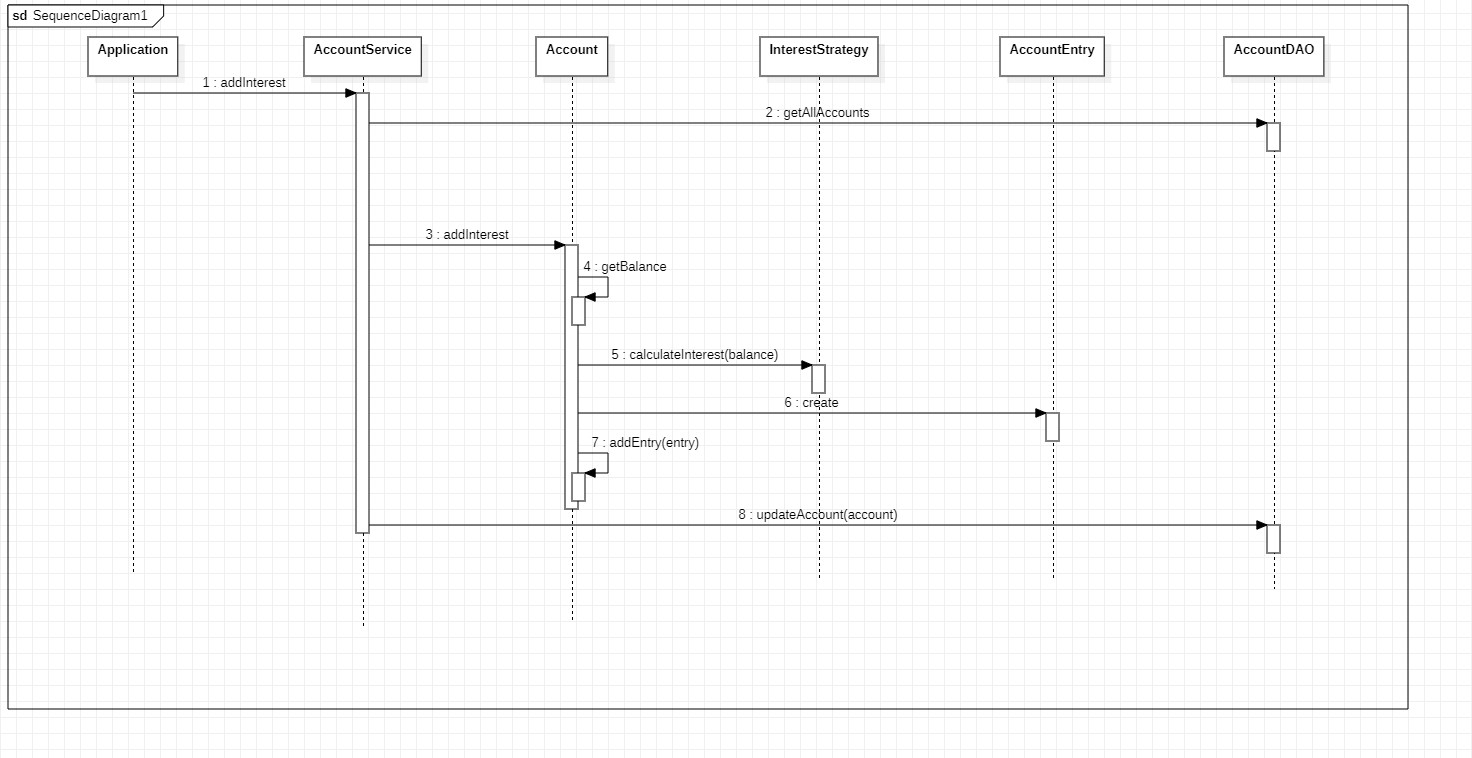 sd SequenceDiagram1
Application
AccountService
Account
InterestStrategy
AccountEntry
AccountDAO
1 : addInterest
2 : getAllAccounts
3 : addInterest
4 : getBalance
5 : calculateInterest(balance)
6 : create
7 : addEntry(entry)
8 : updateAccount(account)